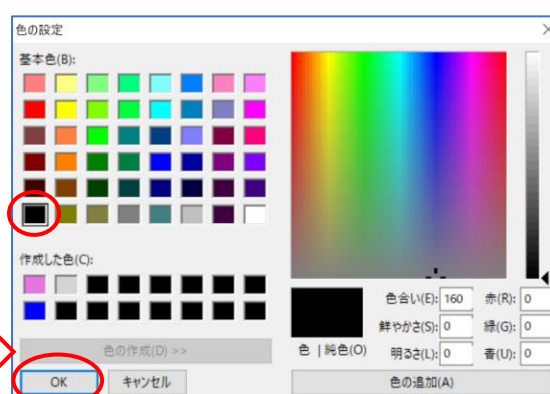 色の設定
基本色(B):
作成した色(C):
色の作成(D) >>
OK キャンセル
色 | 純色(O)
色合い(E): 160 赤(R): 0
鮮やかさ(S): 0 緑(G): 0
明るさ(L): 0 青(U): 0
色の追加(A)